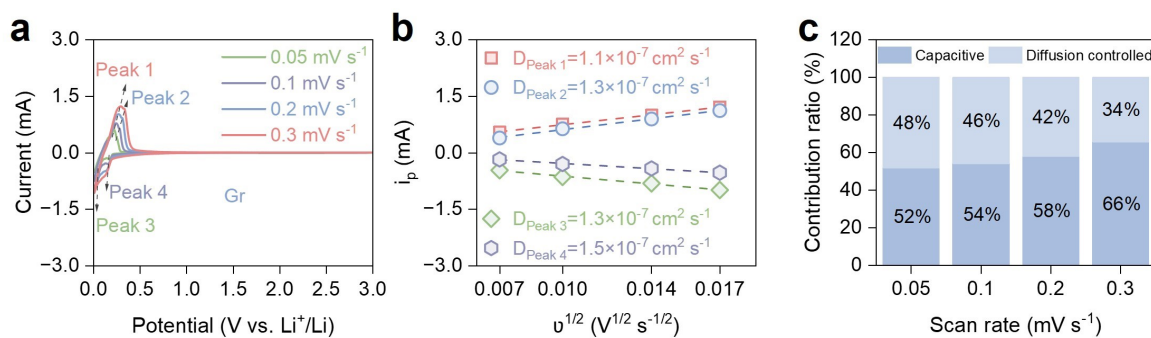 a
3.0
1.5
0.0
−1.5
−3.0
Current (mA)
Peak 1
Peak 2
Peak 4
Peak 3
0.05 mV s⁻¹
0.1 mV s⁻¹
0.2 mV s⁻¹
0.3 mV s⁻¹
Gr
0.0 0.5 1.0 1.5 2.0 2.5 3.0
Potential (V vs. Li⁺/Li)
b
3.0
1.5
0.0
−1.5
−3.0
iₚ (mA)
D_Peak 1=1.1×10⁻⁷ cm² s⁻¹
D_Peak 2=1.3×10⁻⁷ cm² s⁻¹
D_Peak 3=1.3×10⁻⁷ cm² s⁻¹
D_Peak 4=1.5×10⁻⁷ cm² s⁻¹
0.007 0.010 0.014 0.017
υ¹ᐟ² (V¹ᐟ² s⁻¹ᐟ²)
c
120
100
80
60
40
20
0
Contribution ratio (%)
Capacitive Diffusion controlled
48% 46% 42% 34%
52% 54% 58% 66%
0.05 0.1 0.2 0.3
Scan rate (mV s⁻¹)